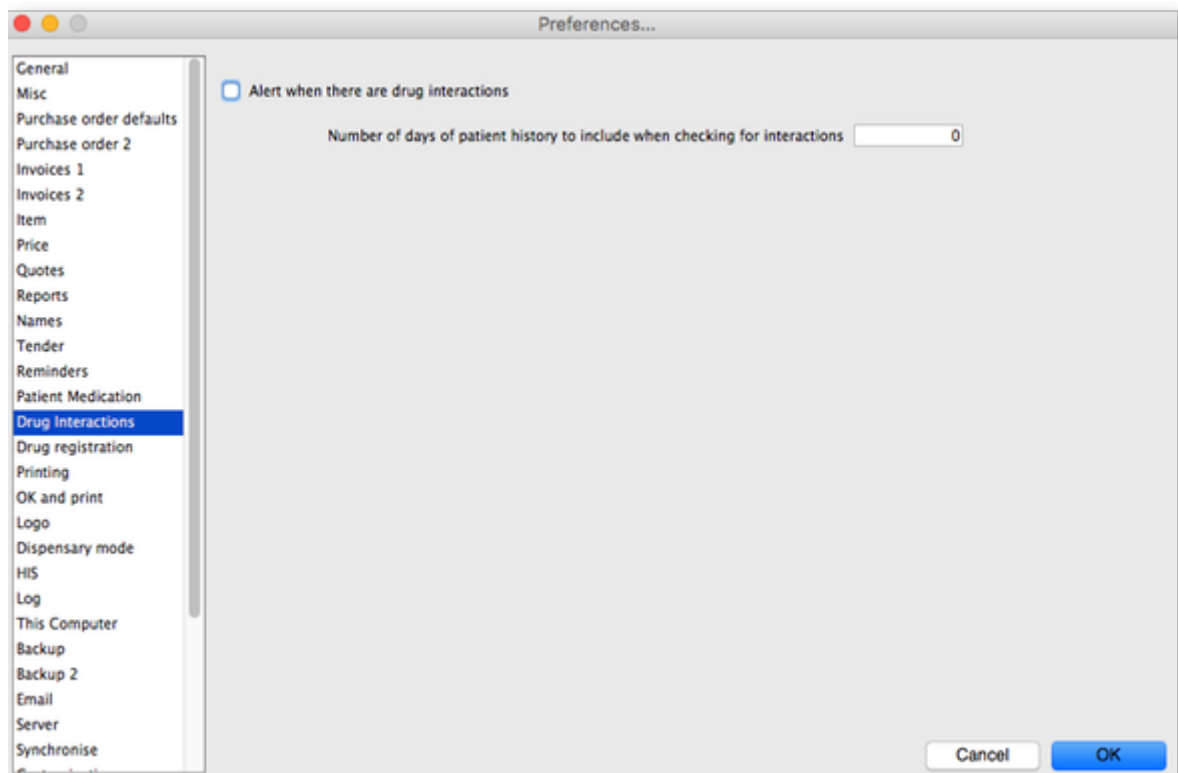 Preferences...
General
Misc
Purchase order defaults
Purchase order 2
Invoices 1
Invoices 2
Item
Price
Quotes
Reports
Names
Tender
Reminders
Patient Medication
Drug Interactions
Drug registration
Printing
OK and print
Logo
Dispensary mode
HIS
Log
This Computer
Backup
Backup 2
Email
Server
Synchronise
Alert when there are drug interactions
Number of days of patient history to include when checking for interactions 0
Cancel OK